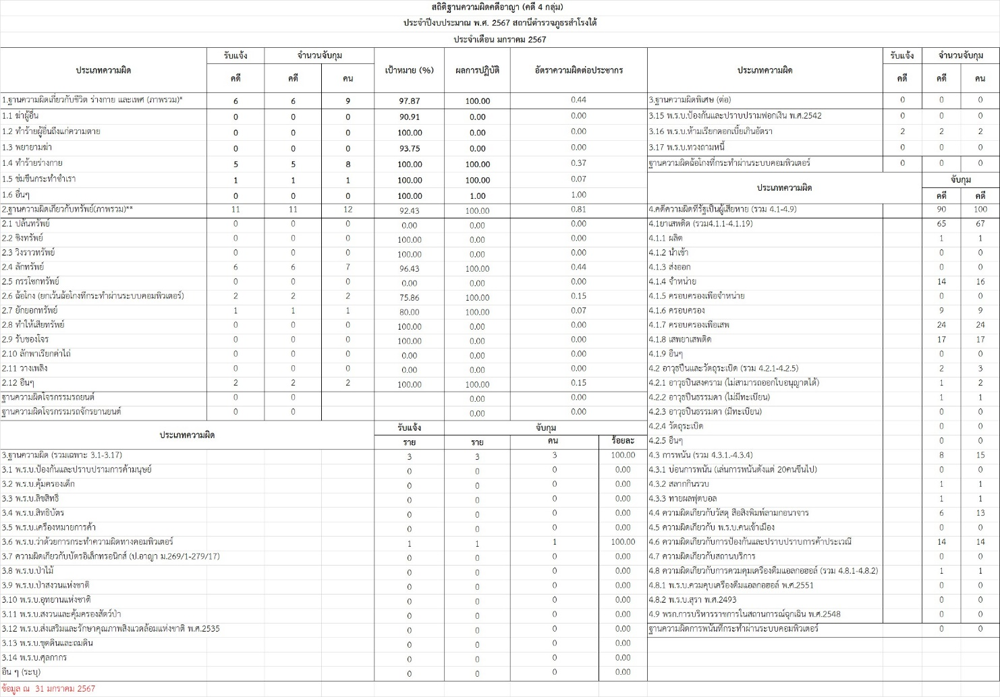 สถิติฐานความผิดคดีอาญา (คดี 4 กลุ่ม)
ประจำปีงบประมาณ พ.ศ. 2567 สถานีตำรวจภูธรสำโรงใต้
ประจำเดือน มกราคม 2567
ประเภทความผิด รับแจ้ง จำนวนจับกุม เป้าหมาย (%) ผลการปฏิบัติ อัตราความผิดต่อประชากร
คดี คดี คน
1.ฐานความผิดเกี่ยวกับชีวิต ร่างกาย และเพศ (ภาพรวม)* 6 6 9 97.87 100.00 0.44
1.1 ฆ่าผู้อื่น 0 0 0 90.91 0.00 0.00
1.2 ทำร้ายผู้อื่นถึงแก่ความตาย 0 0 0 100.00 0.00 0.00
1.3 พยายามฆ่า 0 0 0 93.75 0.00 0.00
1.4 ทำร้ายร่างกาย 5 5 8 100.00 100.00 0.37
1.5 ข่มขืนกระทำชำเรา 1 1 1 100.00 100.00 0.07
1.6 อื่นๆ 0 0 0 100.00 1.00 1.00
2.ฐานความผิดเกี่ยวกับทรัพย์(ภาพรวม)** 11 11 12 92.43 100.00 0.81
2.1 ปล้นทรัพย์ 0 0 0 0.00 0.00 0.00
2.2 ชิงทรัพย์ 0 0 0 100.00 0.00 0.00
2.3 วิ่งราวทรัพย์ 0 0 0 100.00 0.00 0.00
2.4 ลักทรัพย์ 6 6 7 96.43 100.00 0.44
2.5 กรรโชกทรัพย์ 0 0 0 0.00 0.00 0.00
2.6 ฉ้อโกง (ยกเว้นฉ้อโกงที่กระทำผ่านระบบคอมพิวเตอร์) 2 2 2 75.86 100.00 0.15
2.7 ยักยอกทรัพย์ 1 1 1 80.00 100.00 0.07
2.8 ทำให้เสียทรัพย์ 0 0 0 100.00 0.00 0.00
2.9 รับของโจร 0 0 0 100.00 0.00 0.00
2.10 ลักพาเรียกค่าไถ่ 0 0 0 0.00 0.00 0.00
2.11 วางเพลิง 0 0 0 0.00 0.00 0.00
2.12 อื่นๆ 2 2 2 100.00 100.00 0.15
ฐานความผิดโจรกรรมรถยนต์ 0 0 0.00 0.00
ฐานความผิดโจรกรรมรถจักรยานยนต์ 0 0 0.00 0.00
ประเภทความผิด รับแจ้ง จับกุม
ราย ราย คน ร้อยละ
3.ฐานความผิด (รวมเฉพาะ 3.1-3.17) 3 3 3 100.00
3.1 พ.ร.บ.ป้องกันและปราบปรามการค้ามนุษย์ 0 0 0 0.00
3.2 พ.ร.บ.คุ้มครองเด็ก 0 0 0 0.00
3.3 พ.ร.บ.ลิขสิทธิ์ 0 0 0 0.00
3.4 พ.ร.บ.สิทธิบัตร 0 0 0 0.00
3.5 พ.ร.บ.เครื่องหมายการค้า 0 0 0 0.00
3.6 พ.ร.บ.ว่าด้วยการกระทำความผิดทางคอมพิวเตอร์ 1 1 1 100.00
3.7 ความผิดเกี่ยวกับบัตรอิเล็กทรอนิกส์ (ป.อาญา ม.269/1-279/17) 0 0 0 0.00
3.8 พ.ร.บ.ป่าไม้ 0 0 0 0.00
3.9 พ.ร.บ.ป่าสงวนแห่งชาติ 0 0 0 0.00
3.10 พ.ร.บ.อุทยานแห่งชาติ 0 0 0 0.00
3.11 พ.ร.บ.สงวนและคุ้มครองสัตว์ป่า 0 0 0 0.00
3.12 พ.ร.บ.ส่งเสริมและรักษาคุณภาพสิ่งแวดล้อมแห่งชาติ พ.ศ.2535 0 0 0 0.00
3.13 พ.ร.บ.ขุดดินและถมดิน 0 0 0 0.00
3.14 พ.ร.บ.ศุลกากร 0 0 0 0.00
อื่น ๆ (ระบุ) 0 0 0 0.00
ข้อมูล ณ 31 มกราคม 2567
ประเภทความผิด รับแจ้ง จำนวนจับกุม
คดี คดี คน
3.ฐานความผิดพิเศษ (ต่อ) 0 0 0
3.15 พ.ร.บ.ป้องกันและปราบปรามฟอกเงิน พ.ศ.2542 0 0 0
3.16 พ.ร.บ.ห้ามเรียกดอกเบี้ยเกินอัตรา 2 2 2
3.17 พ.ร.บ.ทวงถามหนี้ 0 0 0
ฐานความผิดฉ้อโกงที่กระทำผ่านระบบคอมพิวเตอร์ 0 0 0
ประเภทความผิด จับกุม
คดี คดี
4.คดีความผิดที่รัฐเป็นผู้เสียหาย (รวม 4.1-4.9) 90 100
4.1ยาเสพติด (รวม4.1.1-4.1.19) 65 67
4.1.1 ผลิต 1 1
4.1.2 นำเข้า 0 0
4.1.3 ส่งออก 0 0
4.1.4 จำหน่าย 14 16
4.1.5 ครอบครองเพื่อจำหน่าย 0 0
4.1.6 ครอบครอง 9 9
4.1.7 ครอบครองเพื่อเสพ 24 24
4.1.8 เสพยาเสพติด 17 17
4.1.9 อื่นๆ 0 0
4.2 อาวุธปืนและวัตถุระเบิด (รวม 4.2.1-4.2.5) 2 3
4.2.1 อาวุธปืนสงคราม (ไม่สามารถออกใบอนุญาตได้) 1 2
4.2.2 อาวุธปืนธรรมดา (ไม่มีทะเบียน) 1 1
4.2.3 อาวุธปืนธรรมดา (มีทะเบียน) 0 0
4.2.4 วัตถุระเบิด 0 0
4.2.5 อื่นๆ 0 0
4.3 การพนัน (รวม 4.3.1.-4.3.4) 8 15
4.3.1 บ่อนการพนัน (เล่นการพนันตั้งแต่ 20คนขึ้นไป) 0 0
4.3.2 สลากกินรวบ 1 1
4.3.3 ทายผลฟุตบอล 1 1
4.4 ความผิดเกี่ยวกับวัสดุ สื่อสิ่งพิมพ์ลามกอนาจาร 6 13
4.5 ความผิดเกี่ยวกับ พ.ร.บ.คนเข้าเมือง 0 0
4.6 ความผิดเกี่ยวกับการป้องกันและปราบปราบการค้าประเวณี 14 14
4.7 ความผิดเกี่ยวกับสถานบริการ 0 0
4.8 ความผิดเกี่ยวกับการควบคุมเครื่องดื่มแอลกอฮอล์ (รวม 4.8.1-4.8.2) 1 1
4.8.1 พ.ร.บ.ควมคุบเครื่องดื่มแอลกอฮอล์ พ.ศ.2551 0 0
4.8.2 พ.ร.บ.สุรา พ.ศ.2493 0 0
4.9 พรก.การบริหารราชการในสถานการณ์ฉุกเฉิน พ.ศ.2548 0 0
ฐานความผิดการพนันที่กระทำผ่านระบบคอมพิวเตอร์ 0 0